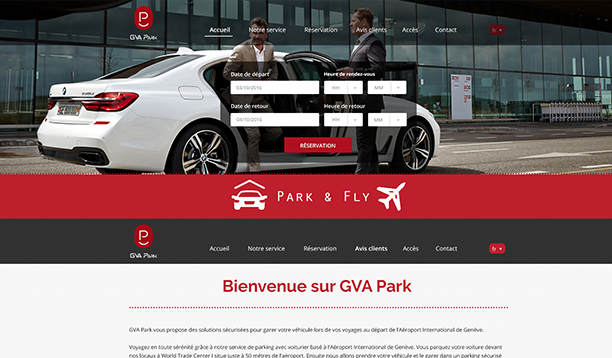 GVA PARK
Accueil Notre service Réservation Avis clients Accès Contact fr
Date de départ Heure de rendez-vous
03/10/2016 HH MM
Date de retour Heure de retour
04/10/2016 HH MM
RÉSERVATION
PARK & FLY
GVA PARK
Accueil Notre service Réservation Avis clients Accès Contact fr
Bienvenue sur GVA Park
GVA Park vous propose des solutions sécurisées pour garer votre véhicule lors de vos voyages au départ de l'Aéroport International de Genève.
Voyagez en toute sérénité grâce à notre service de parking avec voiturier basé à l'Aéroport International de Genève. Vous parquez votre voiture devant
nos locaux à World Trade Center I situe juste à 50 mètres de l'aéroport. Ensuite nous allons prendre votre véhicule et le garer dans un parking sécurisé